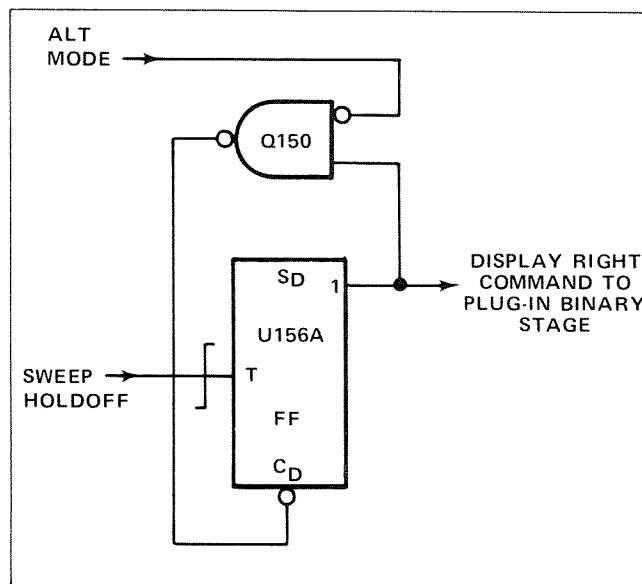 ALT
MODE
Q150
SD
1
U156A
T
FF
CD
SWEEP
HOLDOFF
DISPLAY RIGHT
COMMAND TO
PLUG-IN BINARY
STAGE